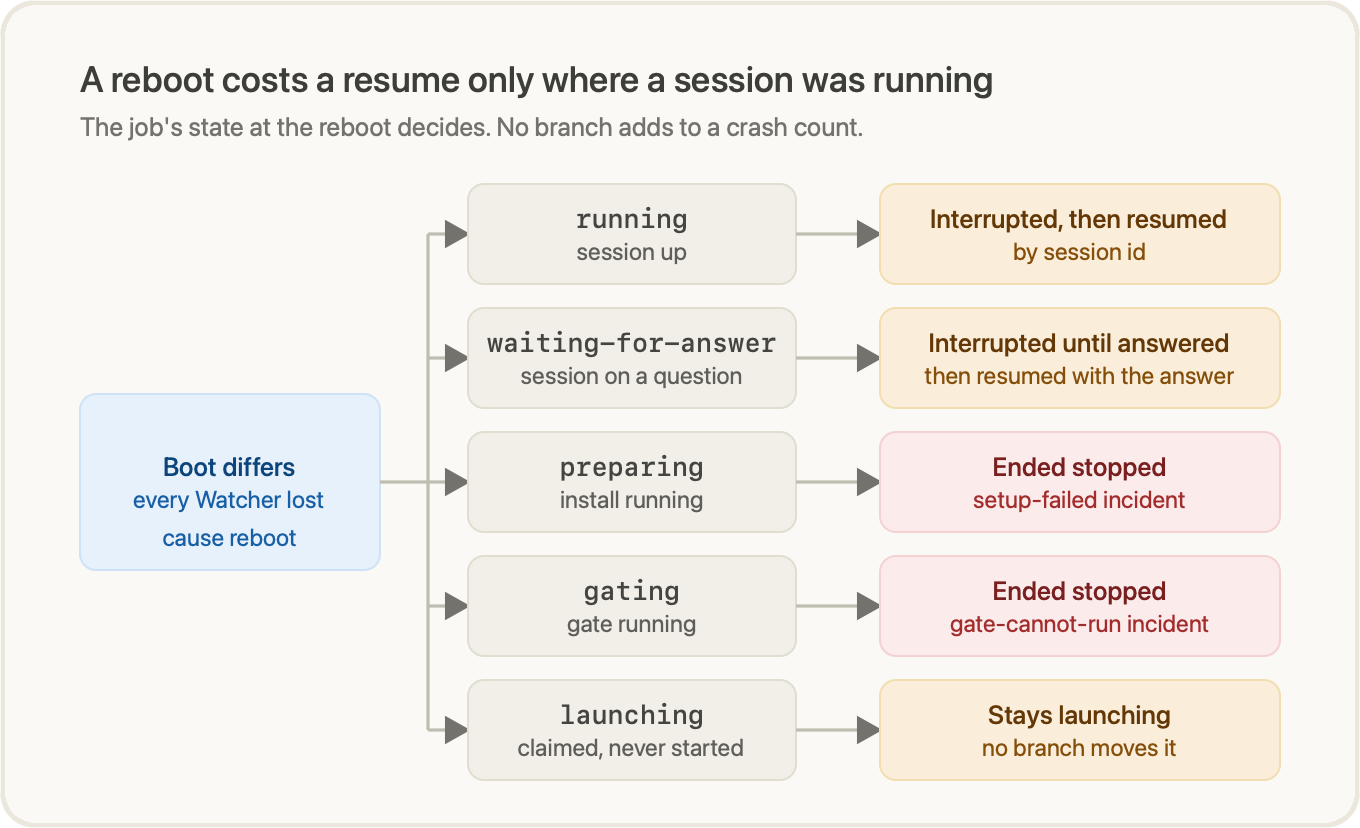 A reboot costs a resume only where a session was running
The job's state at the reboot decides. No branch adds to a crash count.
Boot differs
every Watcher lost
cause reboot
running
session up
Interrupted, then resumed
by session id
waiting-for-answer
session on a question
Interrupted until answered
then resumed with the answer
preparing
install running
Ended stopped
setup-failed incident
gating
gate running
Ended stopped
gate-cannot-run incident
launching
claimed, never started
Stays launching
no branch moves it